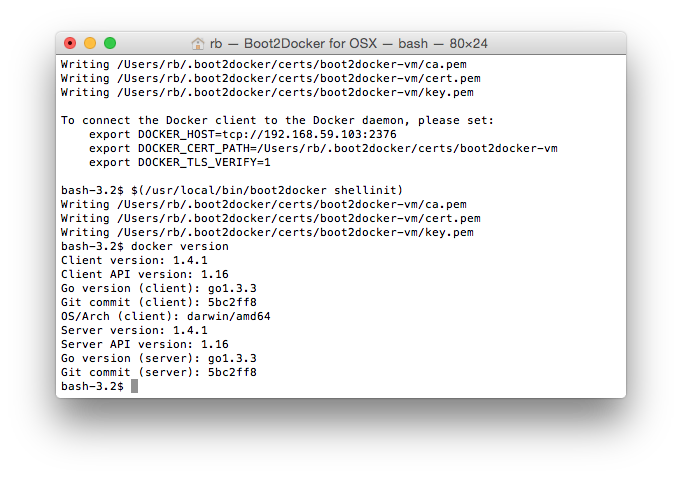 rb — Boot2Docker for OSX — bash — 80×24
Writing /Users/rb/.boot2docker/certs/boot2docker-vm/ca.pem
Writing /Users/rb/.boot2docker/certs/boot2docker-vm/cert.pem
Writing /Users/rb/.boot2docker/certs/boot2docker-vm/key.pem
To connect the Docker client to the Docker daemon, please set:
export DOCKER_HOST=tcp://192.168.59.103:2376
export DOCKER_CERT_PATH=/Users/rb/.boot2docker/certs/boot2docker-vm
export DOCKER_TLS_VERIFY=1
bash-3.2$ $(/usr/local/bin/boot2docker shellinit)
Writing /Users/rb/.boot2docker/certs/boot2docker-vm/ca.pem
Writing /Users/rb/.boot2docker/certs/boot2docker-vm/cert.pem
Writing /Users/rb/.boot2docker/certs/boot2docker-vm/key.pem
bash-3.2$ docker version
Client version: 1.4.1
Client API version: 1.16
Go version (client): go1.3.3
Git commit (client): 5bc2ff8
OS/Arch (client): darwin/amd64
Server version: 1.4.1
Server API version: 1.16
Go version (server): go1.3.3
Git commit (server): 5bc2ff8
bash-3.2$